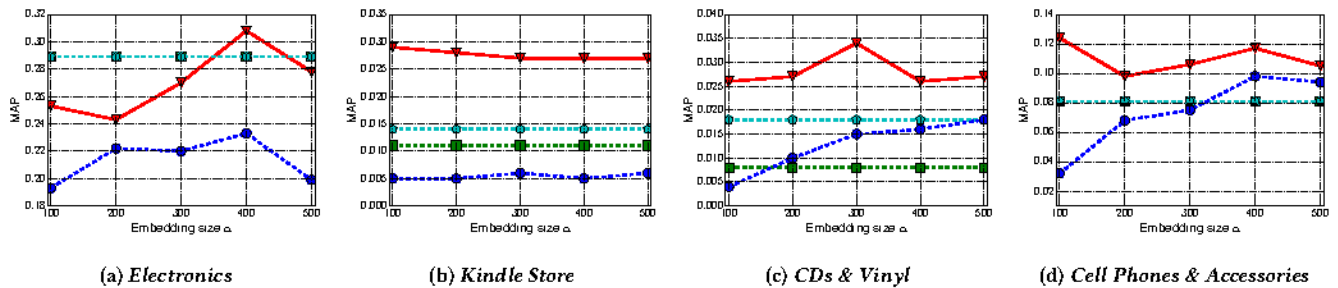 0.32
0.30
0.28
0.26
0.24
0.22
0.20
0.18
MAP
100 200 300 400 500
Embedding size α
(a) Electronics
0.035
0.030
0.025
0.020
0.015
0.010
0.005
0.000
MAP
100 200 300 400 500
Embedding size α
(b) Kindle Store
0.040
0.035
0.030
0.025
0.020
0.015
0.010
0.005
0.000
MAP
100 200 300 400 500
Embedding size α
(c) CDs & Vinyl
0.14
0.12
0.10
0.08
0.06
0.04
0.02
MAP
100 200 300 400 500
Embedding size α
(d) Cell Phones & Accessories